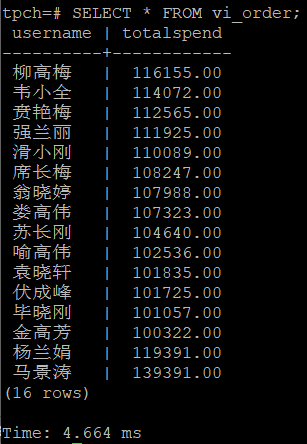 tpch=# SELECT * FROM vi_order;
 username | totalspend
----------+------------
 柳高梅   |  116155.00
 韦小全   |  114072.00
 贲艳梅   |  112565.00
 强兰丽   |  111925.00
 滑小刚   |  110089.00
 席长梅   |  108247.00
 翁晓婷   |  107988.00
 娄高伟   |  107323.00
 苏长刚   |  104640.00
 喻高伟   |  102536.00
 袁晓轩   |  101835.00
 伏成峰   |  101725.00
 毕晓刚   |  101057.00
 金高芳   |  100322.00
 杨兰娟   |  119391.00
 马景涛   |  139391.00
(16 rows)
Time: 4.664 ms